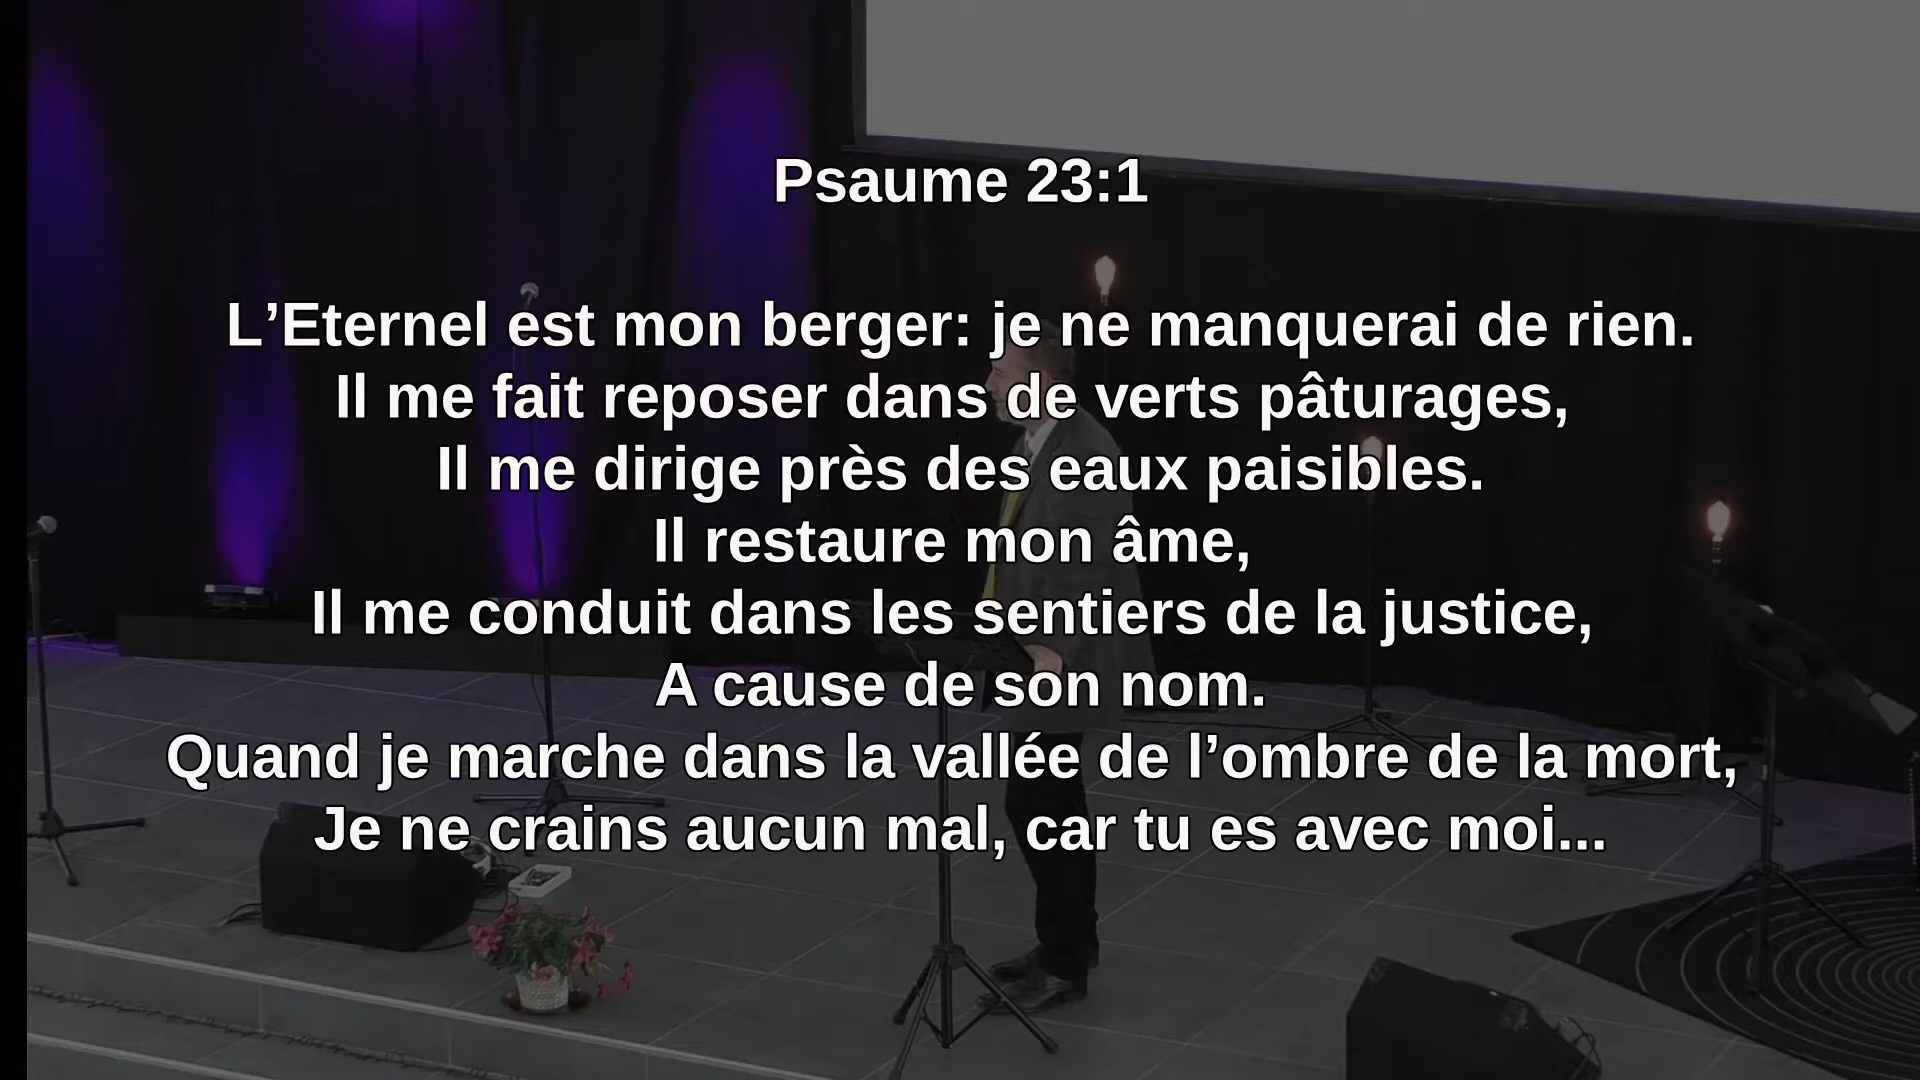 Psaume 23:1
L’Eternel est mon berger: je ne manquerai de rien.
Il me fait reposer dans de verts pâturages,
Il me dirige près des eaux paisibles.
Il restaure mon âme,
Il me conduit dans les sentiers de la justice,
A cause de son nom.
Quand je marche dans la vallée de l’ombre de la mort,
Je ne crains aucun mal, car tu es avec moi...